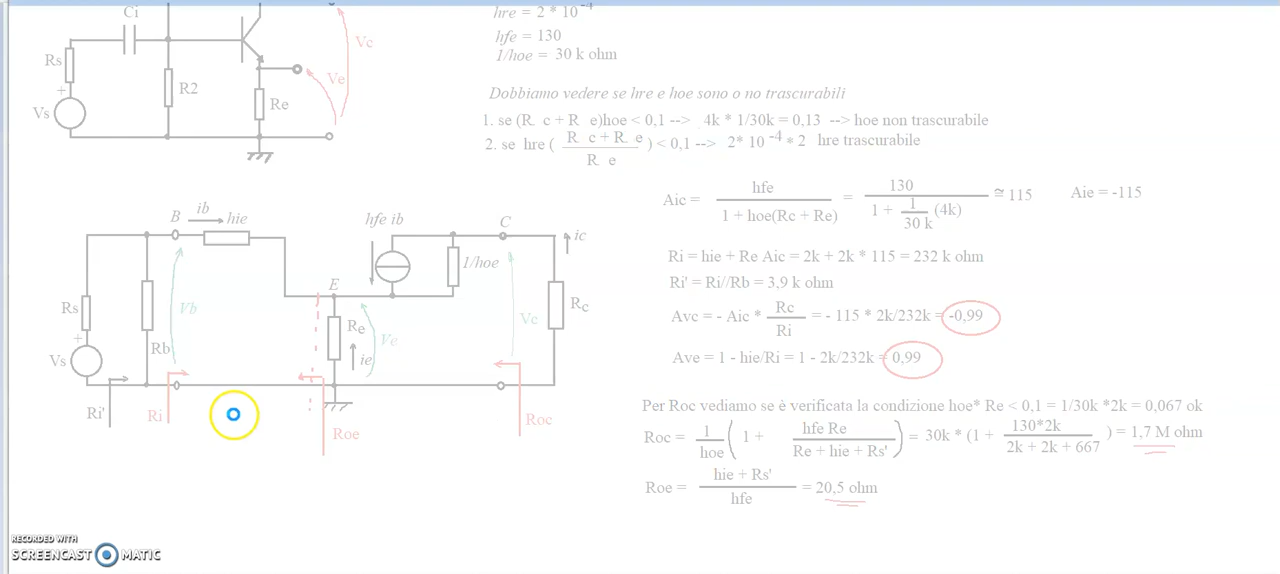 Ci
hre = 2 * 10 -4
hfe = 130
1/hoe = 30 k ohm
Vc
Rs
+
Vs
R2
Ve
Re
Dobbiamo vedere se hre e hoe sono o no trascurabili
1. se (R c + R e)hoe < 0,1 --> 4k * 1/30k = 0,13 --> hoe non trascurabile
2. se hre ( R c + R e / R e ) < 0,1 --> 2* 10 -4 * 2 hre trascurabile
Aic = hfe / 1 + hoe(Rc + Re) = 130 / 1 + 1 / 30 k (4k) ≅ 115 Aie = -115
Ri = hie + Re Aic = 2k + 2k * 115 = 232 k ohm
Ri' = Ri//Rb = 3,9 k ohm
Avc = - Aic * Rc / Ri = - 115 * 2k/232k = -0,99
Ave = 1 - hie/Ri = 1 - 2k/232k = 0,99
Per Roc vediamo se è verificata la condizione hoe* Re < 0,1 = 1/30k *2k = 0,067 ok
Roc = 1 / hoe ( 1 + hfe Re / Re + hie + Rs' ) = 30k * (1 + 130*2k / 2k + 2k + 667 ) = 1,7 M ohm
Roe = hie + Rs' / hfe = 20,5 ohm
B
ib
hie
hfe ib
C
ic
1/hoe
E
Rs
Vb
Re
Vc
Rc
+
Vs
Rb
Ve
ie
Ri'
Ri
Roe
Roc
RECORDED WITH
SCREENCAST MATIC